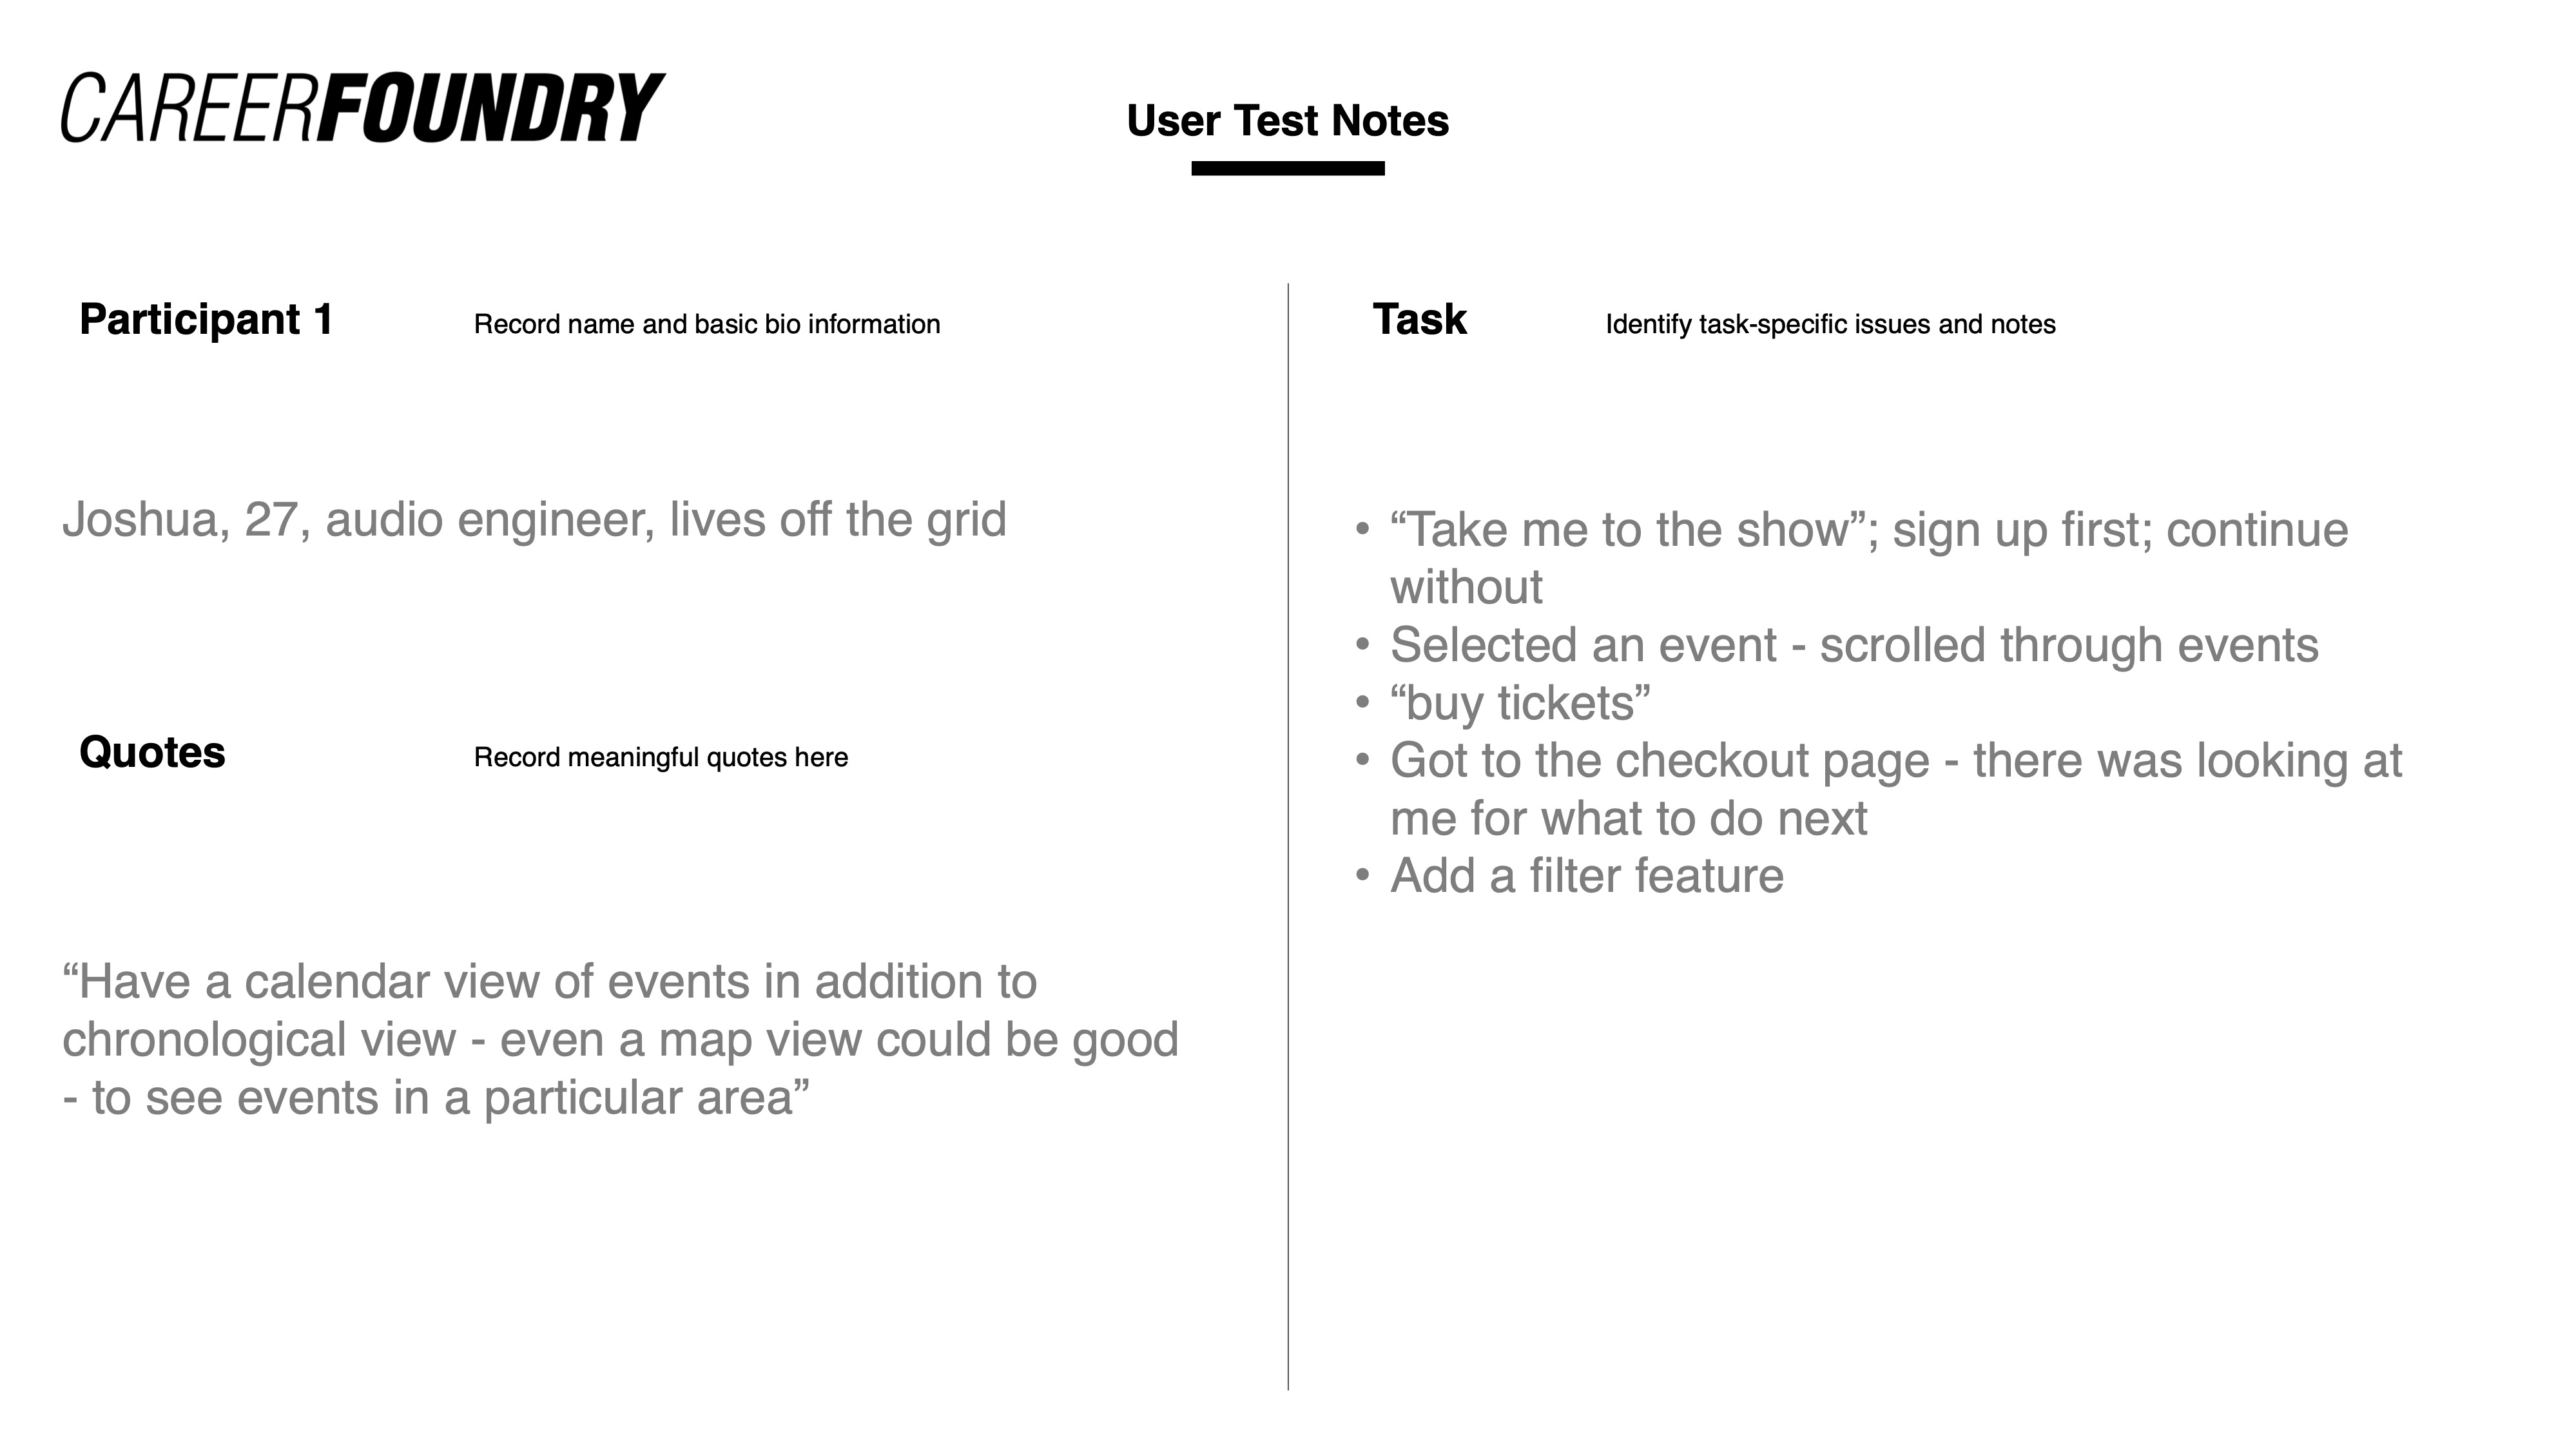 CAREERFOUNDRY
User Test Notes
Participant 1
Record name and basic bio information
Joshua, 27, audio engineer, lives off the grid
Quotes
Record meaningful quotes here
“Have a calendar view of events in addition to
chronological view - even a map view could be good
- to see events in a particular area”
Task
Identify task-specific issues and notes
• “Take me to the show”; sign up first; continue
without
• Selected an event - scrolled through events
• “buy tickets”
• Got to the checkout page - there was looking at
me for what to do next
• Add a filter feature